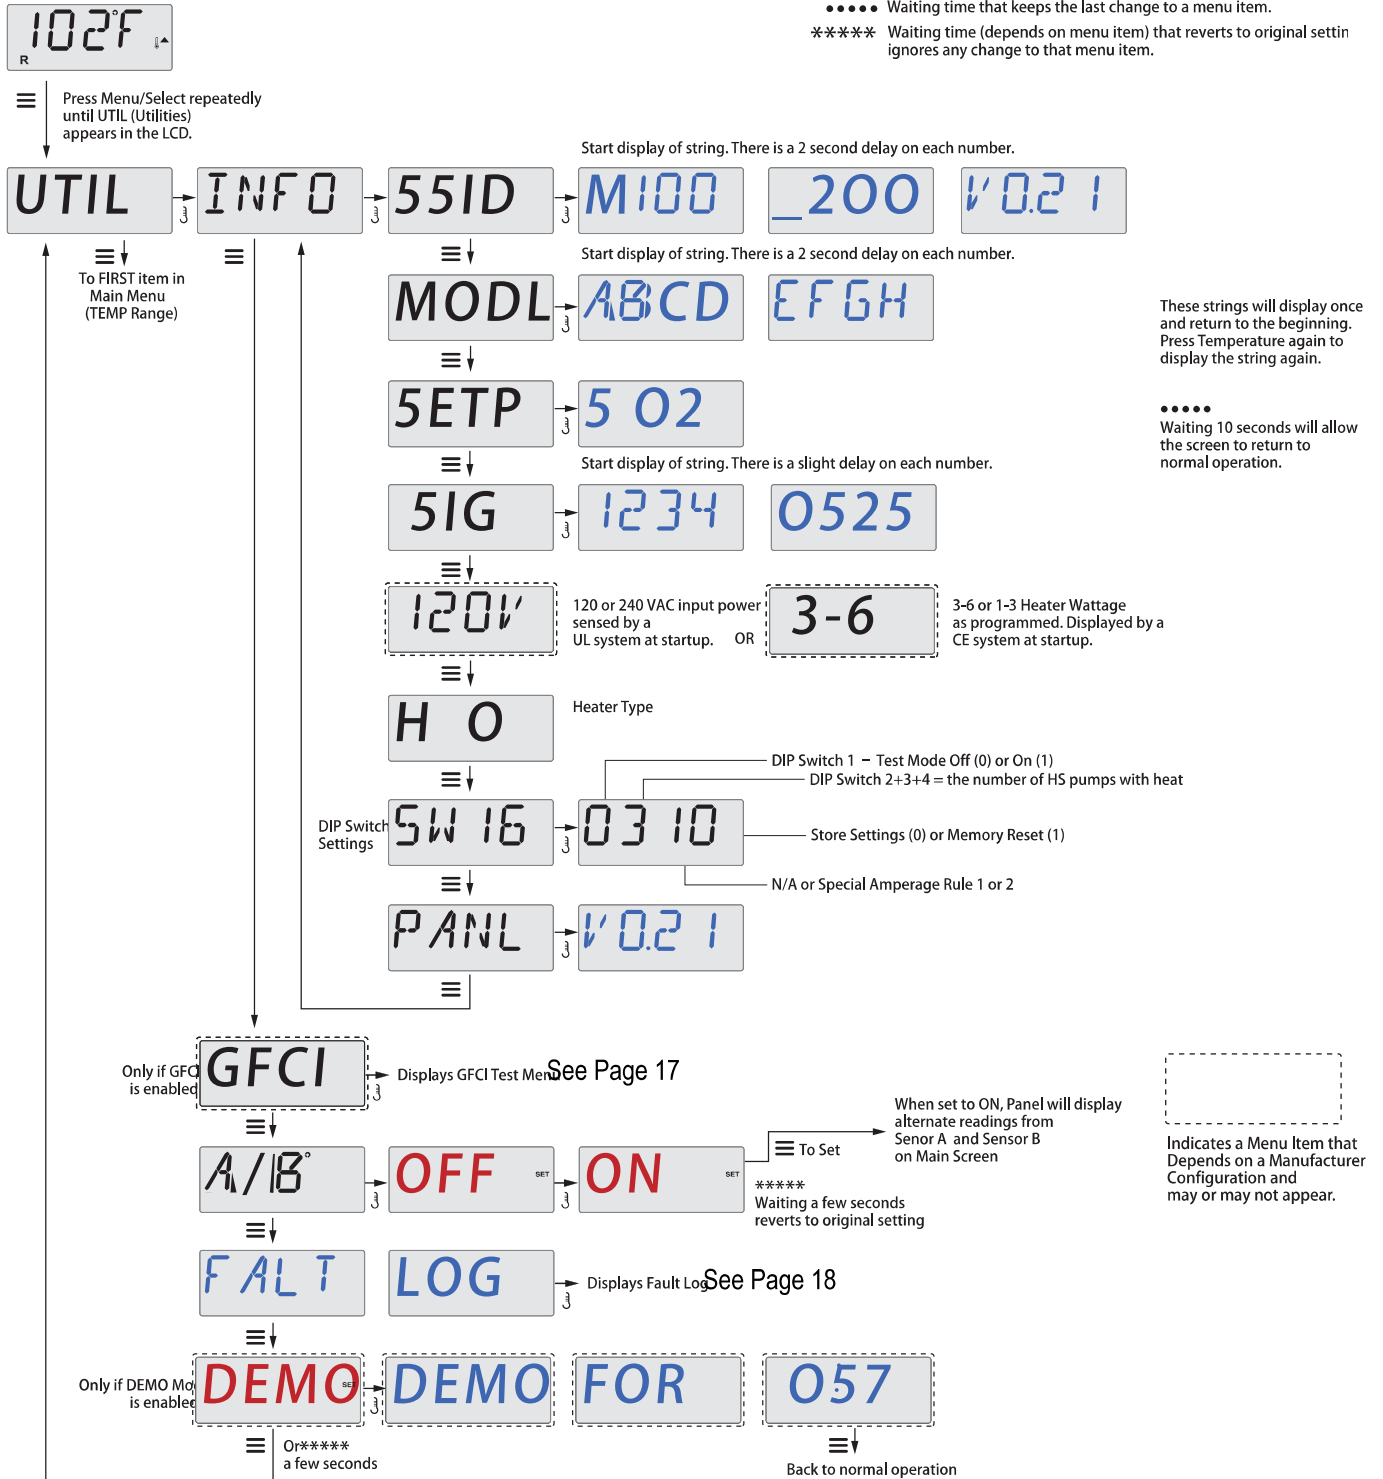 102°F
R
••••• Waiting time that keeps the last change to a menu item.
***** Waiting time (depends on menu item) that reverts to original settin
ignores any change to that menu item.
Press Menu/Select repeatedly
until UTIL (Utilities)
appears in the LCD.
Start display of string. There is a 2 second delay on each number.
UTIL INFO 55ID M100 _200 V0.21
To FIRST item in
Main Menu
(TEMP Range)
Start display of string. There is a 2 second delay on each number.
MODL ABCD EFGH
These strings will display once
and return to the beginning.
Press Temperature again to
display the string again.
5ETP 5 02
•••••
Waiting 10 seconds will allow
the screen to return to
normal operation.
Start display of string. There is a slight delay on each number.
5IG 1234 0525
120V
120 or 240 VAC input power
sensed by a
UL system at startup. OR
3-6
3-6 or 1-3 Heater Wattage
as programmed. Displayed by a
CE system at startup.
H O
Heater Type
DIP Switch 1 – Test Mode Off (0) or On (1)
DIP Switch 2+3+4 = the number of HS pumps with heat
DIP Switch
Settings
SW 16 0310
Store Settings (0) or Memory Reset (1)
N/A or Special Amperage Rule 1 or 2
PANL V0.21
Only if GFC
is enabled
GFCI
Displays GFCI Test Menu See Page 17
A/B°
OFF SET
ON SET
To Set
When set to ON, Panel will display
alternate readings from
Senor A and Sensor B
on Main Screen
*****
Waiting a few seconds
reverts to original setting
Indicates a Menu Item that
Depends on a Manufacturer
Configuration and
may or may not appear.
FALT LOG
Displays Fault Log See Page 18
Only if DEMO Mo
is enable
DEMO SET DEMO FOR 057
Or*****
a few seconds
Back to normal operation